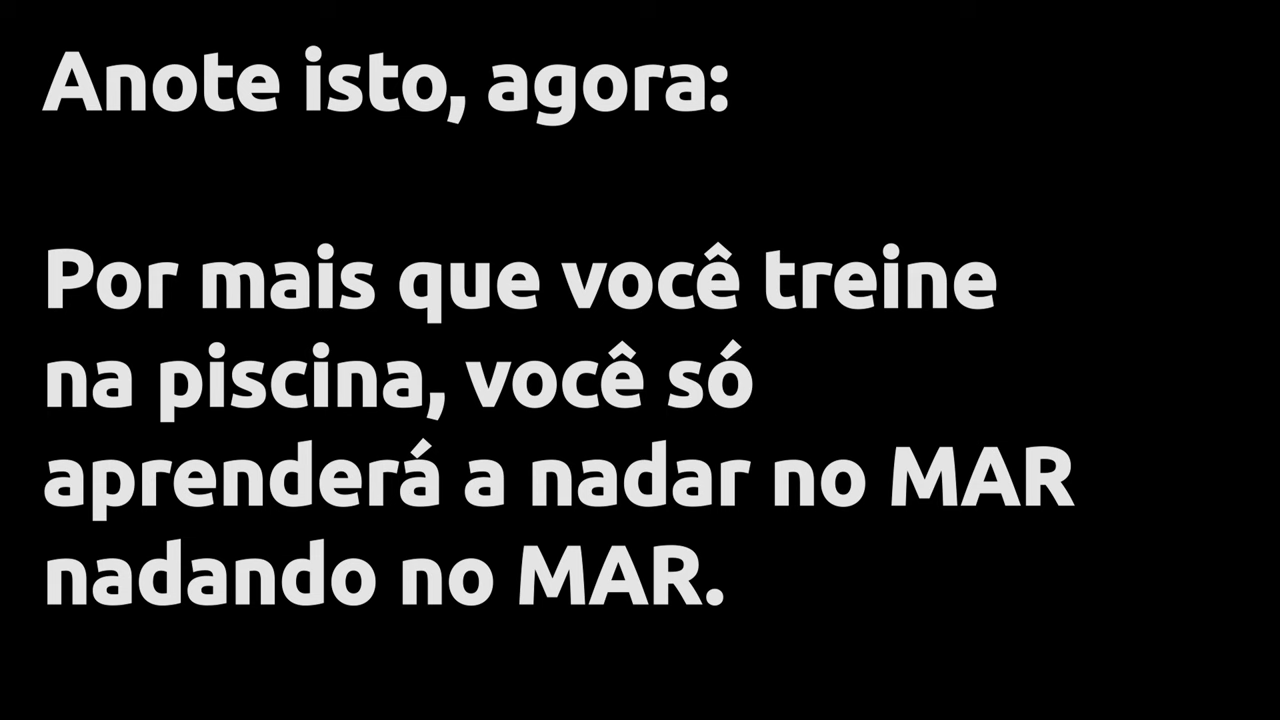 Anote isto, agora:
Por mais que você treine
na piscina, você só
aprenderá a nadar no MAR
nadando no MAR.